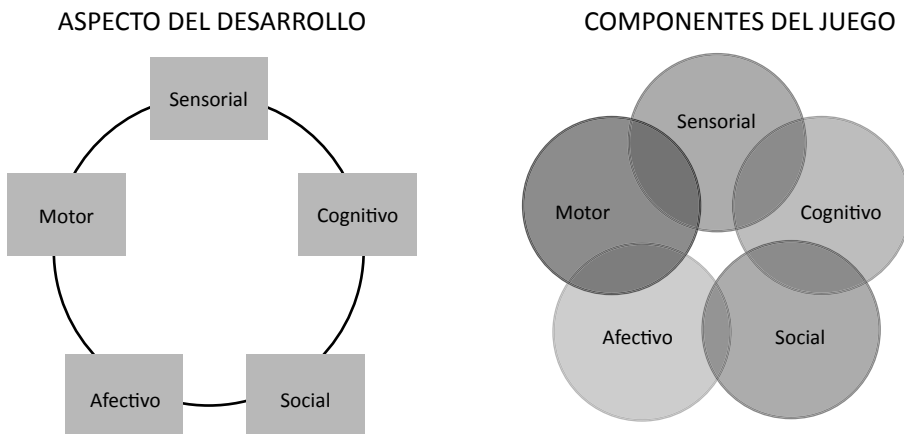 ASPECTO DEL DESARROLLO
Sensorial
Motor
Cognitivo
Afectivo
Social
COMPONENTES DEL JUEGO
Sensorial
Motor
Cognitivo
Afectivo
Social